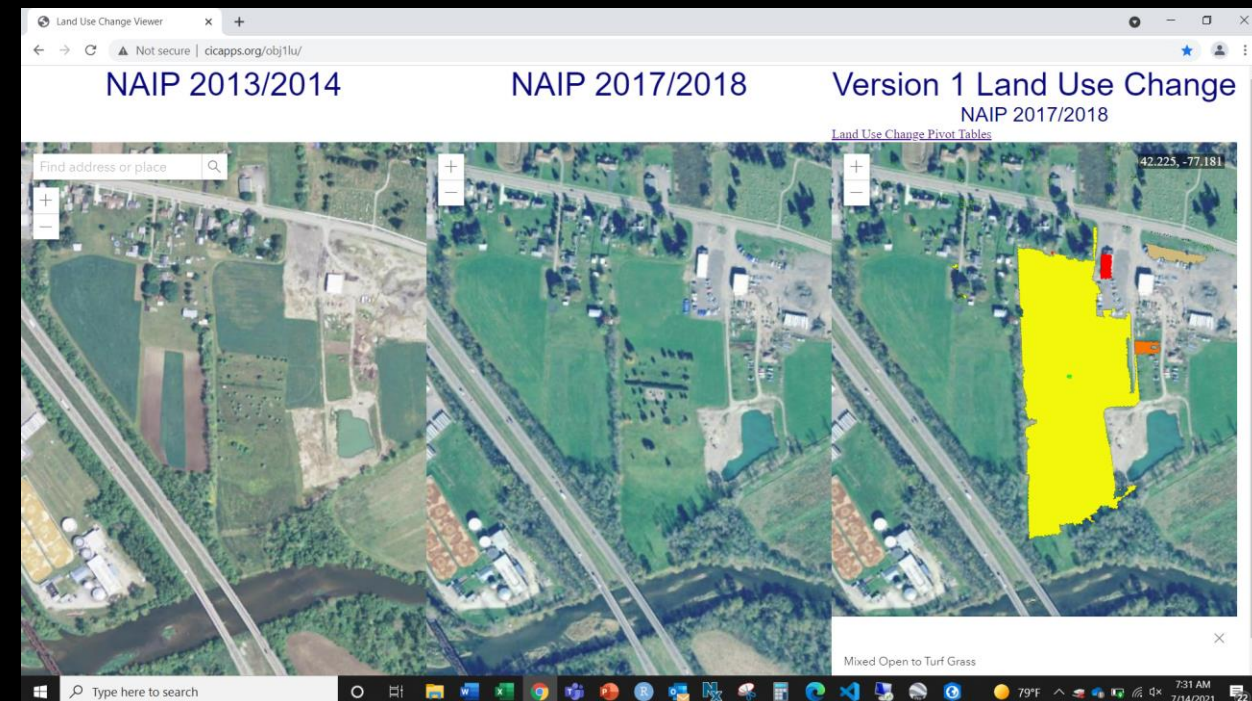 Land Use Change Viewer
Not secure | cicapps.org/obj1lu/
NAIP 2013/2014
NAIP 2017/2018
Version 1 Land Use Change
NAIP 2017/2018
Land Use Change Pivot Tables
Find address or place
42.225, -77.181
Mixed Open to Turf Grass
Type here to search
79°F
7:31 AM
7/14/2021
22